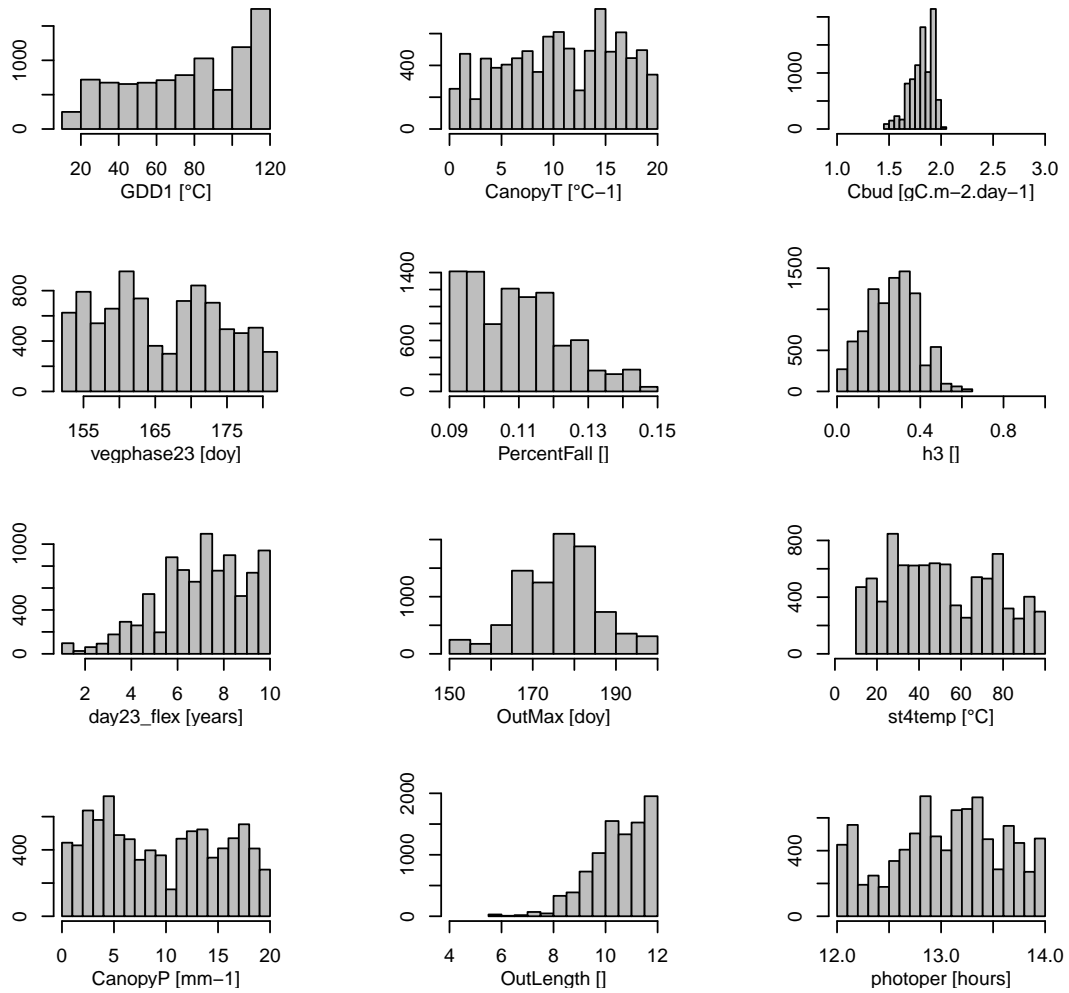 0 1000
20 40 60 80 120
GDD1 [°C]
0 400
0 5 10 15 20
CanopyT [°C−1]
0 1000
1.0 1.5 2.0 2.5 3.0
Cbud [gC.m−2.day−1]
0 400 800
155 165 175
vegphase23 [doy]
0 600 1400
0.09 0.11 0.13 0.15
PercentFall []
0 500 1500
0.0 0.4 0.8
h3 []
0 400 1000
2 4 6 8 10
day23_flex [years]
0 1000
150 170 190
OutMax [doy]
0 400 800
0 20 40 60 80
st4temp [°C]
0 400
0 5 10 15 20
CanopyP [mm−1]
0 1000 2000
4 6 8 10 12
OutLength []
0 400
12.0 13.0 14.0
photoper [hours]